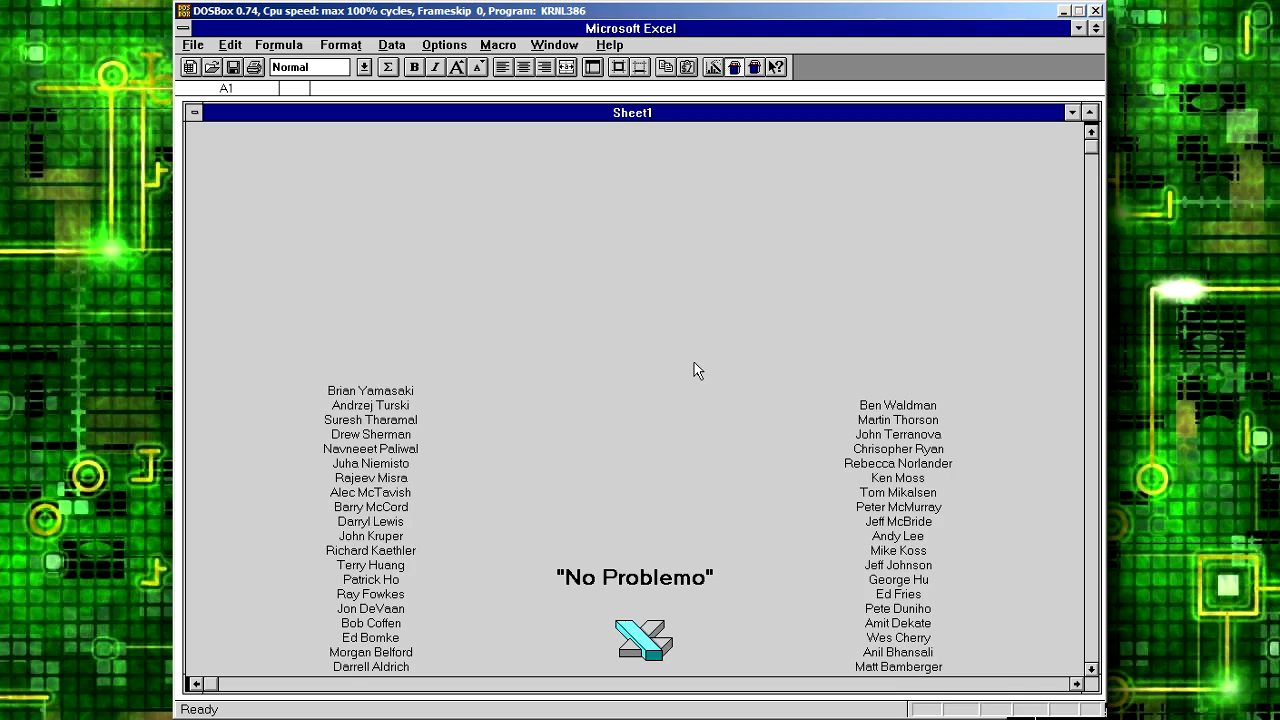 DOSBox 0.74, Cpu speed: max 100% cycles, Frameskip 0, Program: KRNL386
Microsoft Excel
File Edit Formula Format Data Options Macro Window Help
Normal Σ B I A A
A1
Sheet1
Brian Yamasaki
Andrzej Turski
Suresh Tharamal
Drew Sherman
Navneeet Paliwal
Juha Niemisto
Rajeev Misra
Alec McTavish
Barry McCord
Darryl Lewis
John Kruper
Richard Kaethler
Terry Huang
Patrick Ho
Ray Fowkes
Jon DeVaan
Bob Coffen
Ed Bomke
Morgan Belford
Darrell Aldrich
"No Problemo"
Ben Waldman
Martin Thorson
John Terranova
Chrisopher Ryan
Rebecca Norlander
Ken Moss
Tom Mikalsen
Peter McMurray
Jeff McBride
Andy Lee
Mike Koss
Jeff Johnson
George Hu
Ed Fries
Pete Duniho
Amit Dekate
Wes Cherry
Anil Bhansali
Matt Bamberger
Ready